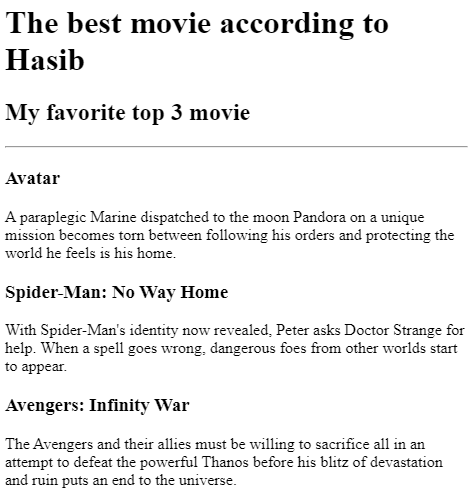 The best movie according to
Hasib
My favorite top 3 movie
Avatar
A paraplegic Marine dispatched to the moon Pandora on a unique
mission becomes torn between following his orders and protecting the
world he feels is his home.
Spider-Man: No Way Home
With Spider-Man's identity now revealed, Peter asks Doctor Strange for
help. When a spell goes wrong, dangerous foes from other worlds start
to appear.
Avengers: Infinity War
The Avengers and their allies must be willing to sacrifice all in an
attempt to defeat the powerful Thanos before his blitz of devastation
and ruin puts an end to the universe.